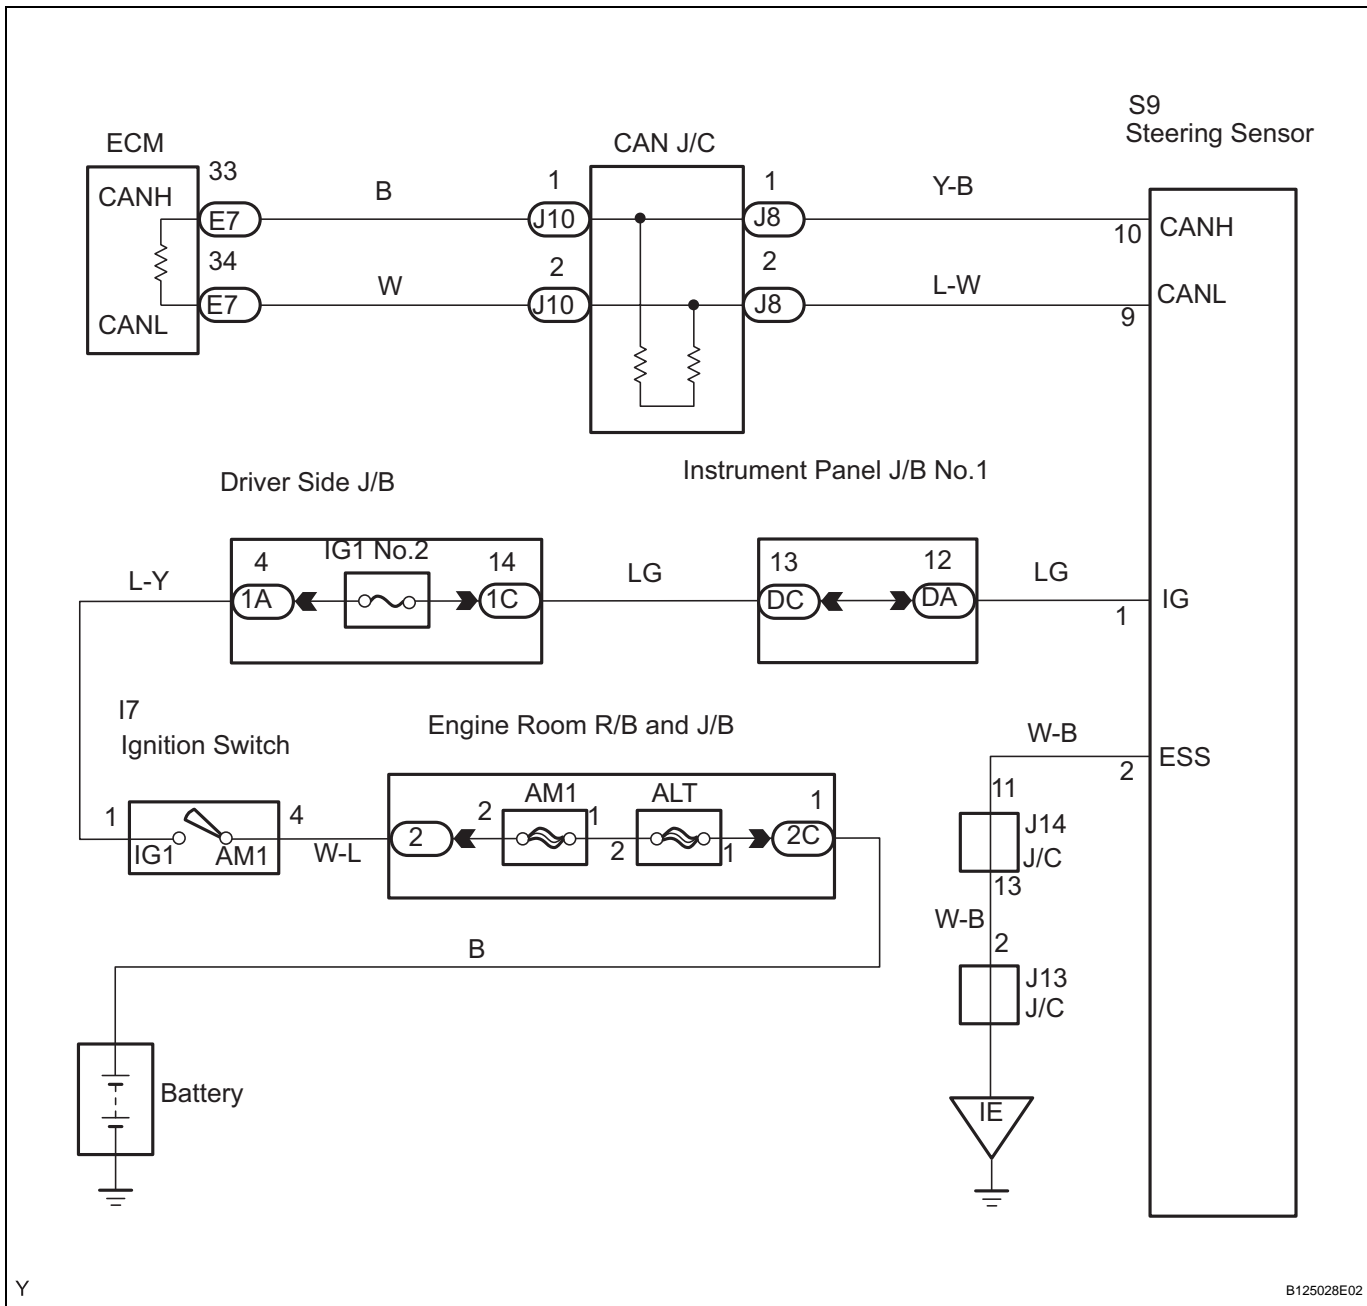 S9
Steering Sensor
ECM
CAN J/C
33
CANH
E7
B
1
J10
1
J8
Y-B
10
CANH
34
CANL
E7
W
2
J10
2
J8
L-W
9
CANL
Driver Side J/B
Instrument Panel J/B No.1
L-Y
4
1A
IG1 No.2
14
1C
LG
13
DC
12
DA
LG
1
IG
I7
Ignition Switch
Engine Room R/B and J/B
W-B
2
ESS
1
IG1
AM1
4
W-L
2
2
AM1
1
2
ALT
1
1
2C
11
J14
J/C
13
W-B
2
J13
J/C
B
Battery
IE
Y
B125028E02